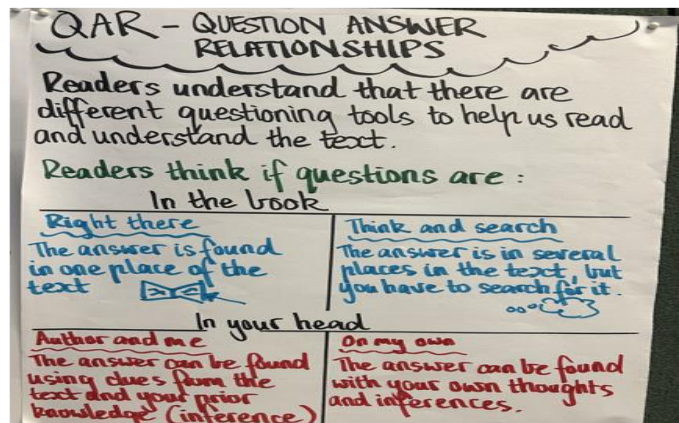 QAR - QUESTION ANSWER
RELATIONSHIPS
Readers understand that there are
different questioning tools to help us read
and understand the text.
Readers think if questions are :
In the book
Right there
The answer is found
in one place of the
text
Think and search
The answer is in several
places in the text, but
you have to search for it.
In your head
Author and me
The answer can be found
using clues from the
text and your prior
knowledge (inference)
On my own
The answer can be found
with your own thoughts
and inferences.